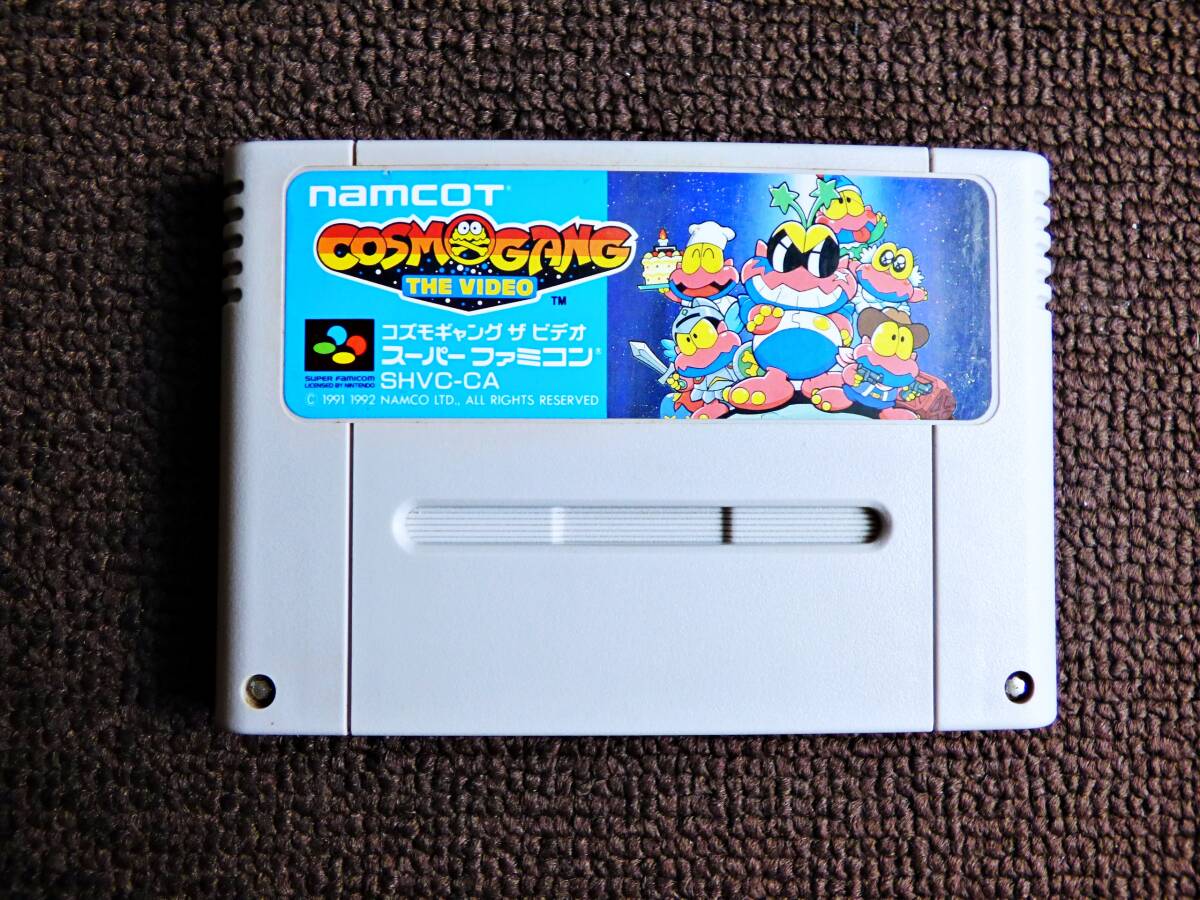 namcoT
COSMOGANG
THE VIDEO
TM
コズモギャング ザ ビデオ
スーパー ファミコン®
SUPER FAMICOM
LICENSED BY NINTENDO
SHVC-CA
© 1991 1992 NAMCO LTD., ALL RIGHTS RESERVED